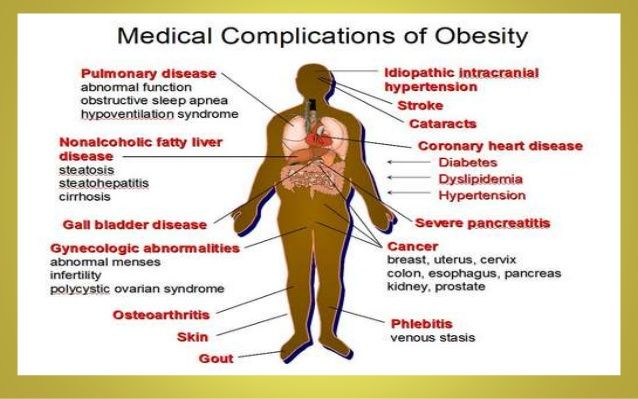 Medical Complications of Obesity
Pulmonary disease
abnormal function
obstructive sleep apnea
hypoventilation syndrome
Nonalcoholic fatty liver
disease
steatosis
steatohepatitis
cirrhosis
Gall bladder disease
Gynecologic abnormalities
abnormal menses
infertility
polycystic ovarian syndrome
Osteoarthritis
Skin
Gout
Idiopathic intracranial
hypertension
Stroke
Cataracts
Coronary heart disease
Diabetes
Dyslipidemia
Hypertension
Severe pancreatitis
Cancer
breast, uterus, cervix
colon, esophagus, pancreas
kidney, prostate
Phlebitis
venous stasis